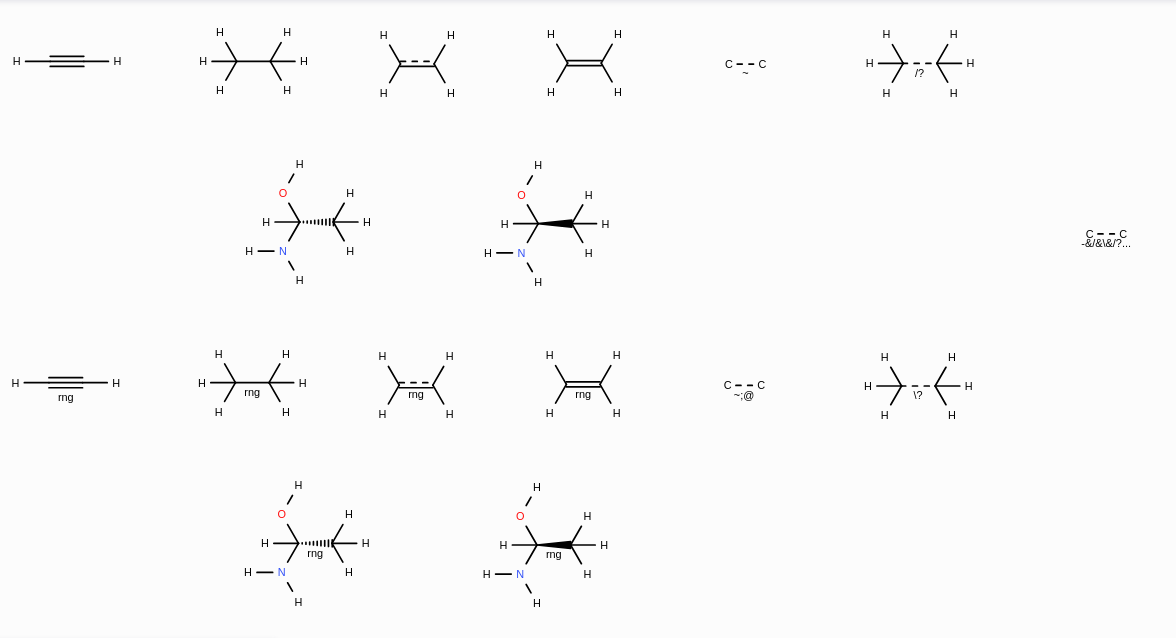 H H H H H H H H
H H H C C C H H H H
H H H H H H H H
~ /?
H H
O H O H
H H H H
H N H H N H
H H
C C
-&/&\&/?...
H H H H H H H H
H H H H C C H H
rng rng rng rng ~;@ \?
H H H H H H H H
H H
O H O H
H H H H
rng rng
H N H H N H
H H